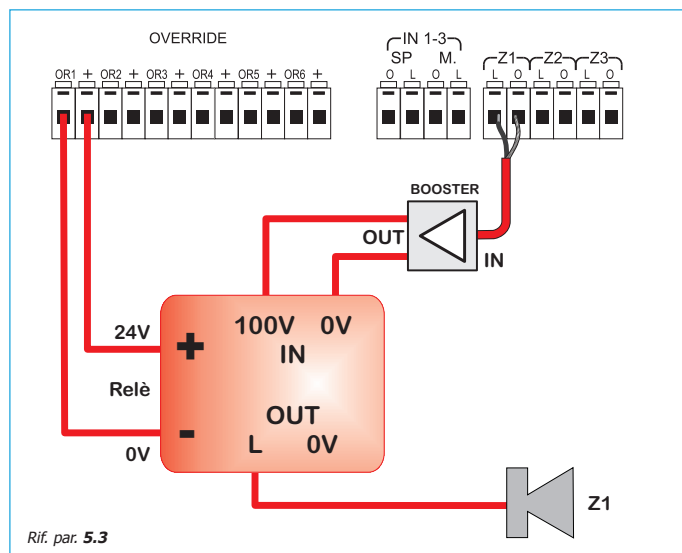 OVERRIDE
IN 1-3
SP M.
Z1 Z2 Z3
OR1 + OR2 + OR3 + OR4 + OR5 + OR6 +
O L O L
L O L O L O
BOOSTER
OUT
IN
24V
+
100V 0V
IN
Relè
OUT
-
L 0V
0V
Z1
Rif. par. 5.3